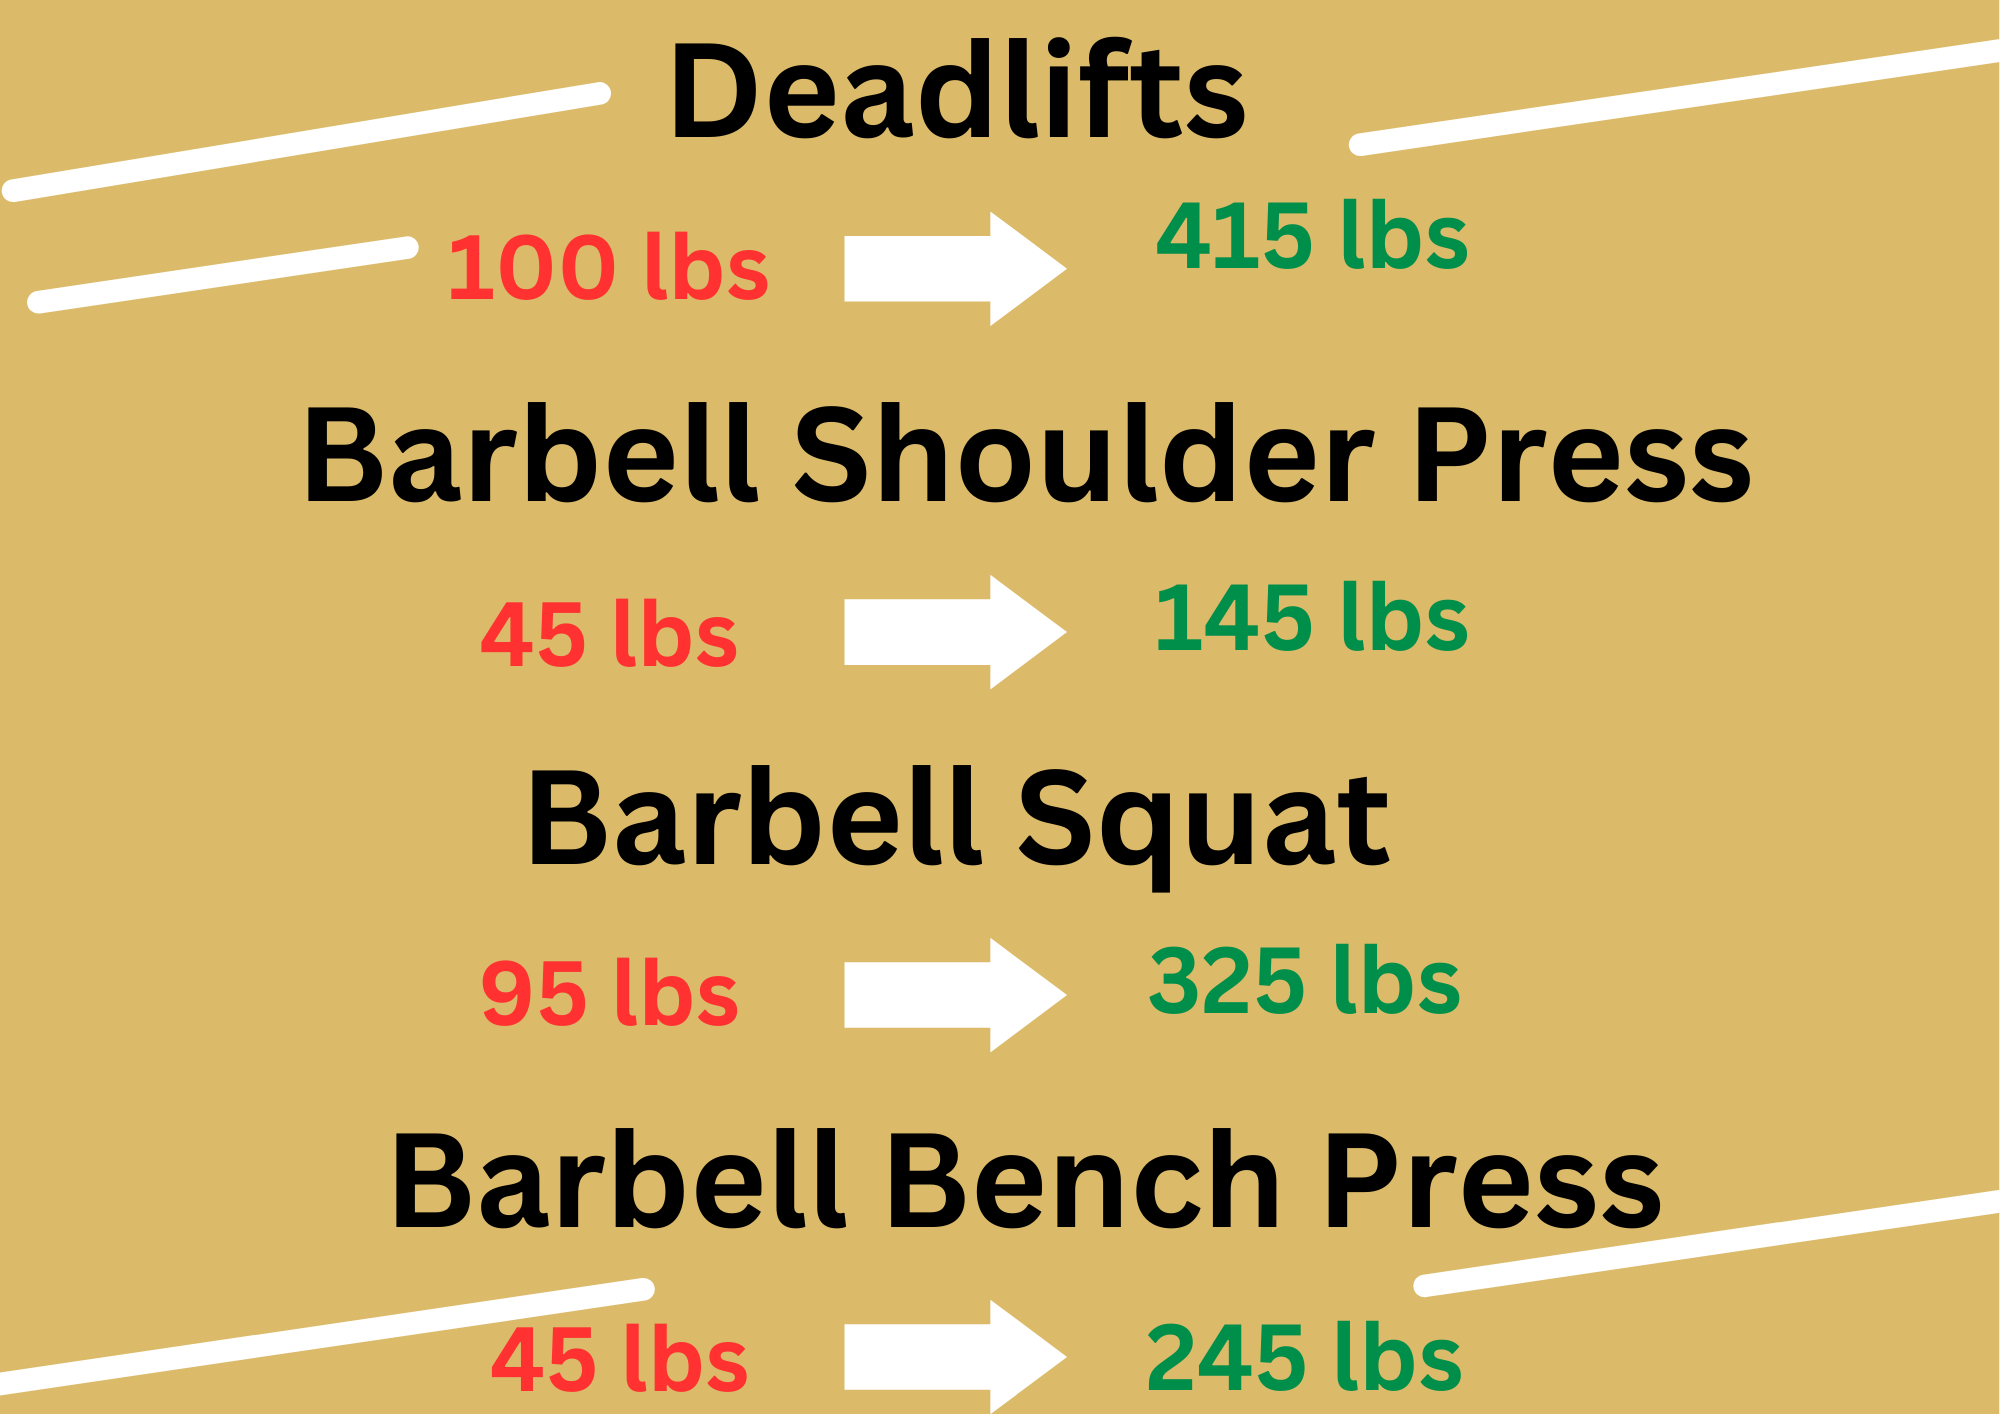 Deadlifts
100 lbs 415 lbs
Barbell Shoulder Press
45 lbs 145 lbs
Barbell Squat
95 lbs 325 lbs
Barbell Bench Press
45 lbs 245 lbs